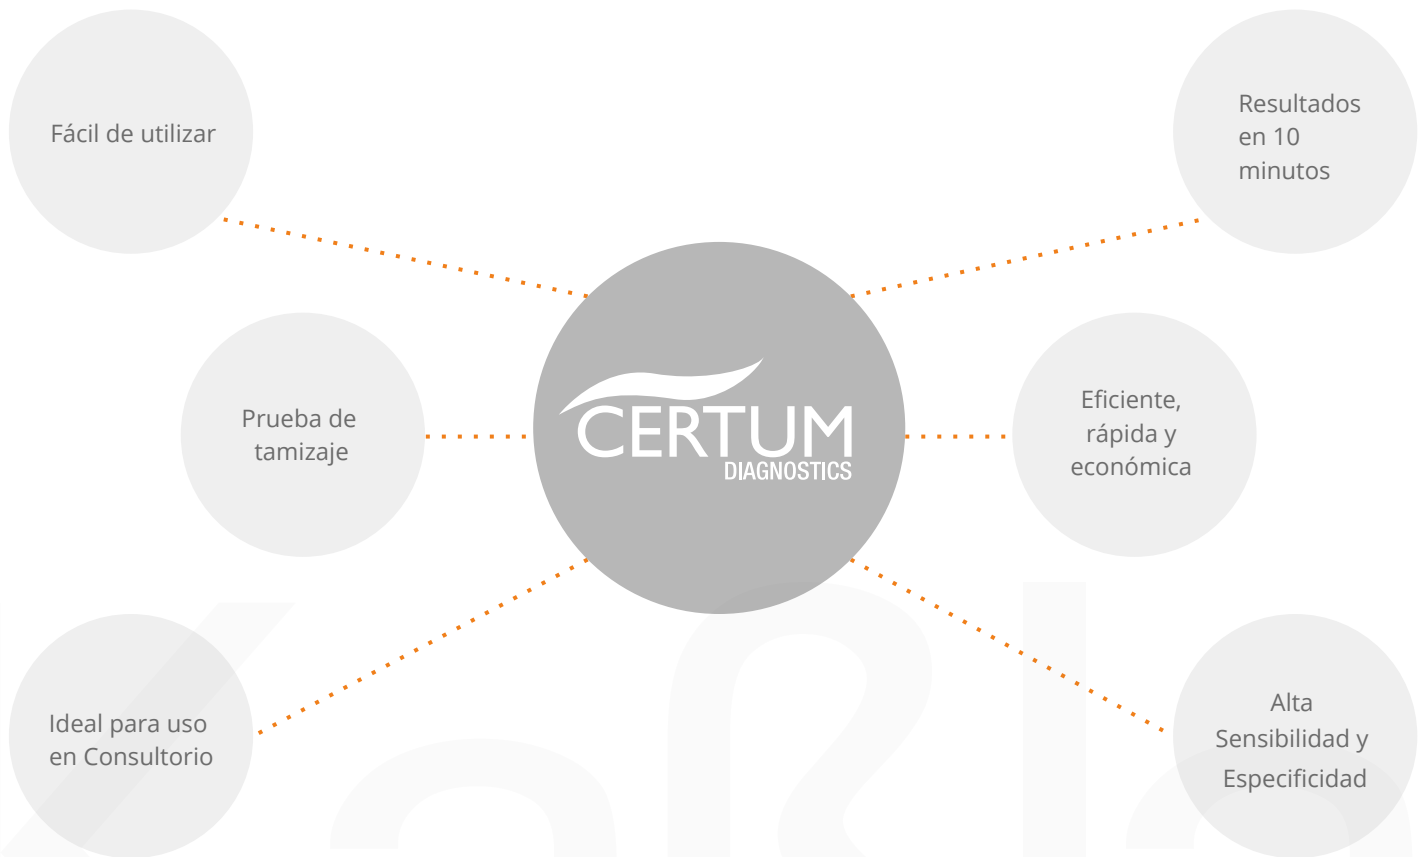 Fácil de utilizar
Resultados
en 10
minutos
Prueba de
tamizaje
CERTUM
DIAGNOSTICS
Eficiente,
rápida y
económica
Ideal para uso
en Consultorio
Alta
Sensibilidad y
Especificidad